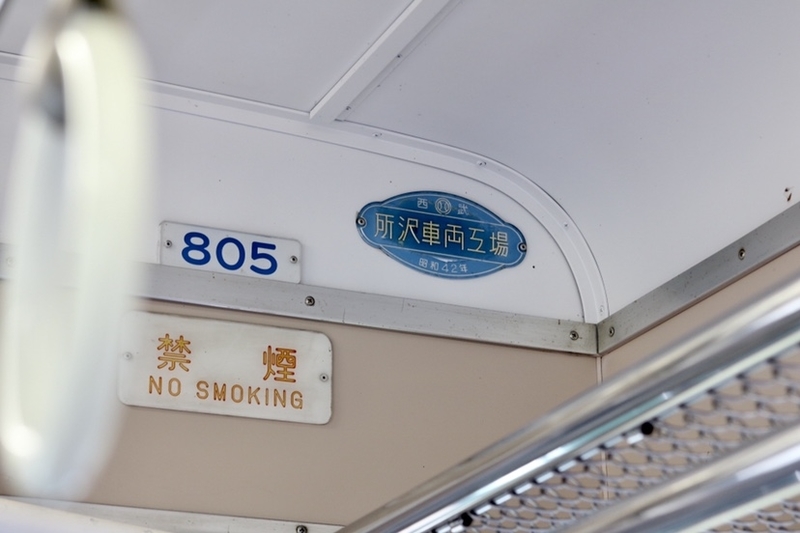 805
西 武
所沢車両工場
昭和42年
禁 煙
NO SMOKING